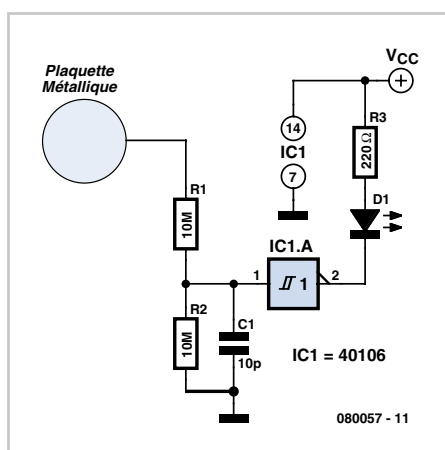 Plaquette
Métallique
VCC
14
IC1
7
R3
220Ω
D1
R1
10M
IC1.A
1
1
2
R2
10M
C1
10p
IC1 = 40106
080057 - 11